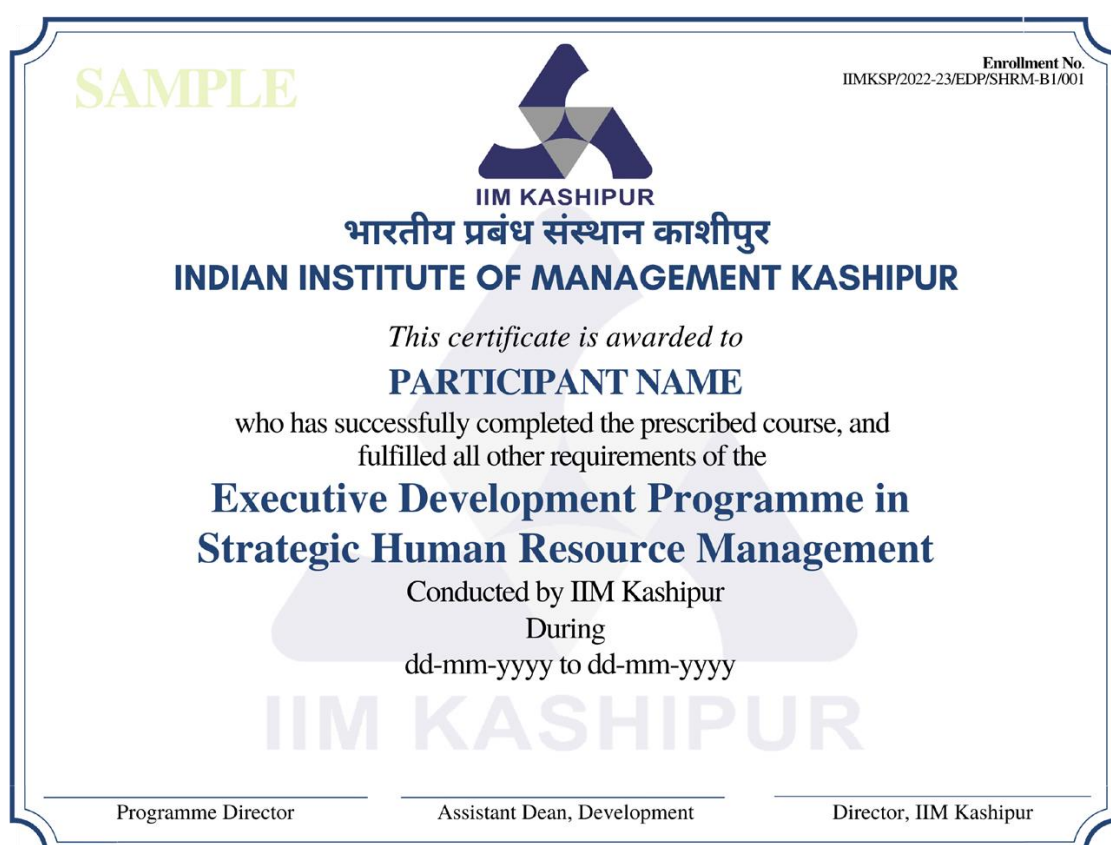 SAMPLE
Enrollment No.
IIMKSP/2022-23/EDP/SHRM-B1/001
IIM KASHIPUR
भारतीय प्रबंध संस्थान काशीपुर
INDIAN INSTITUTE OF MANAGEMENT KASHIPUR
This certificate is awarded to
PARTICIPANT NAME
who has successfully completed the prescribed course, and
fulfilled all other requirements of the
Executive Development Programme in
Strategic Human Resource Management
Conducted by IIM Kashipur
During
dd-mm-yyyy to dd-mm-yyyy
IIM KASHIPUR
Programme Director
Assistant Dean, Development
Director, IIM Kashipur